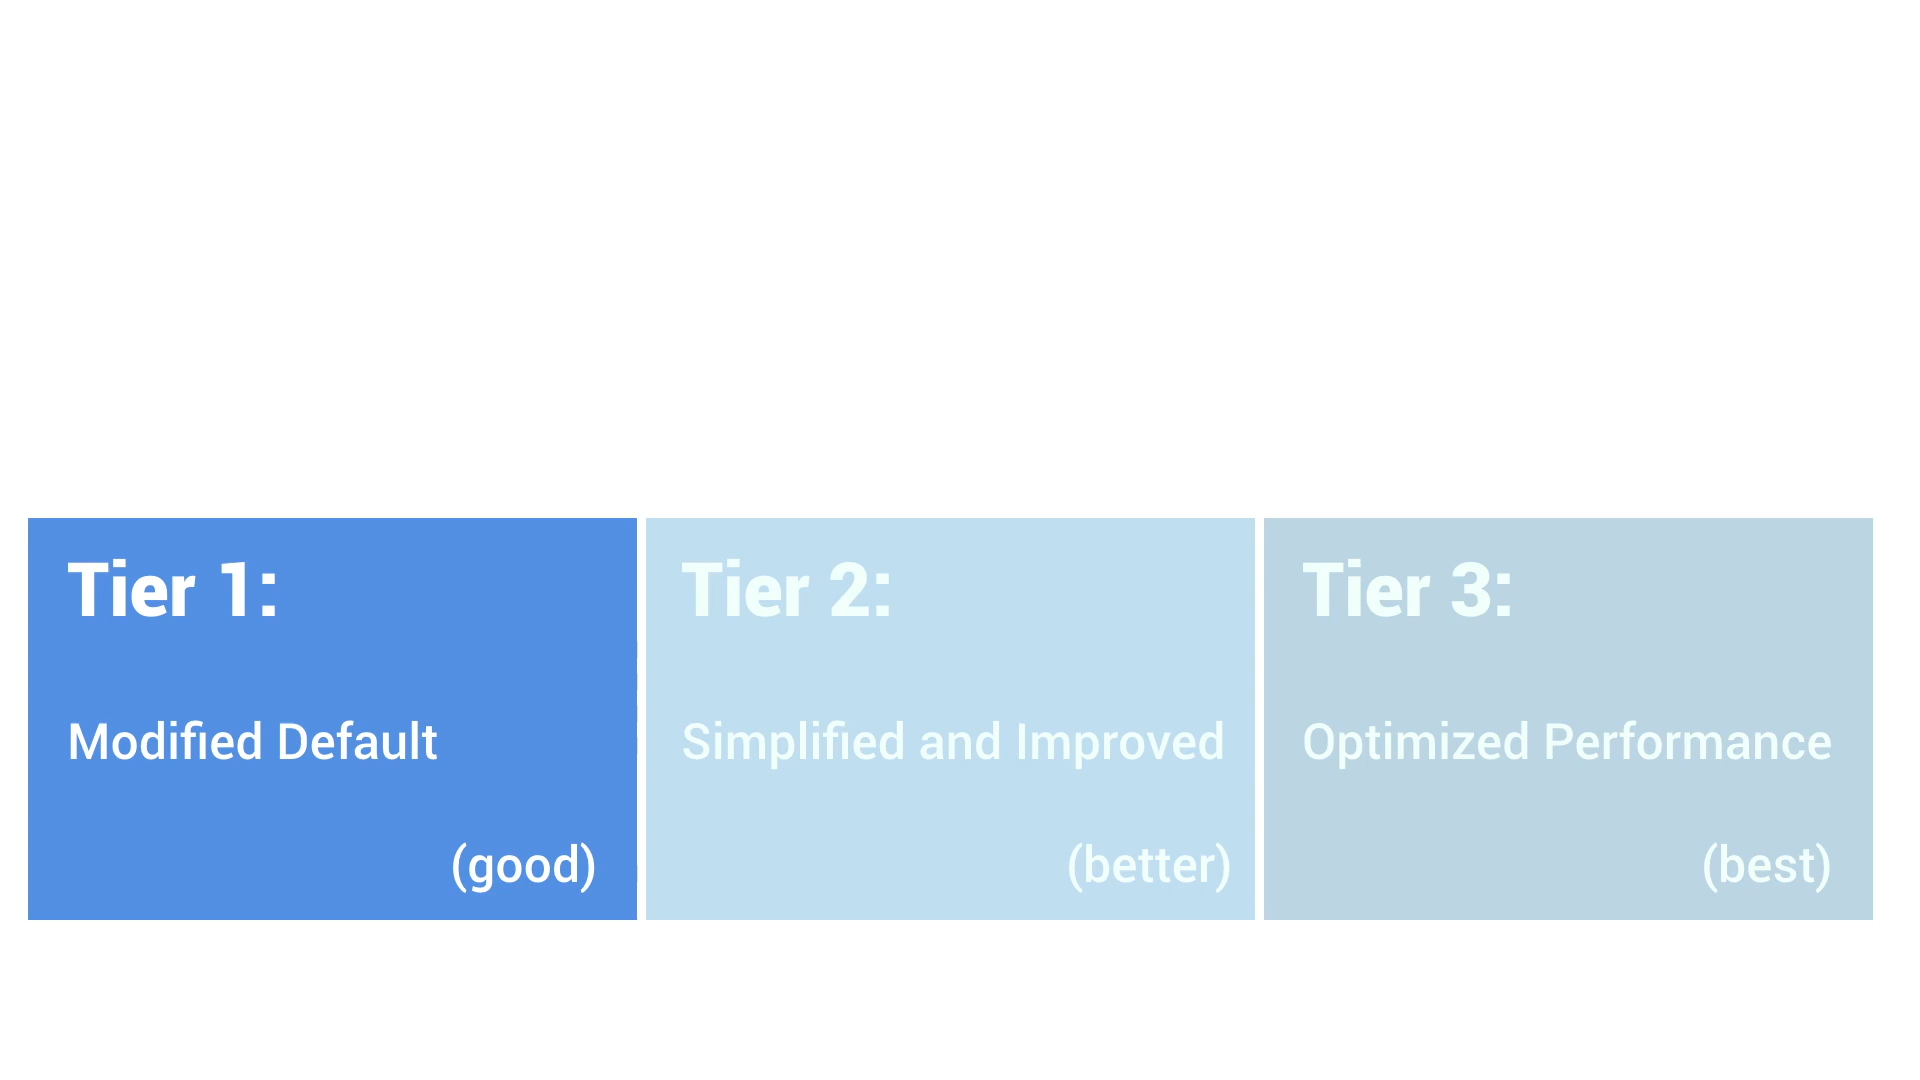 Tier 1:
Modified Default
(good)
Tier 2:
Simplified and Improved
(better)
Tier 3:
Optimized Performance
(best)